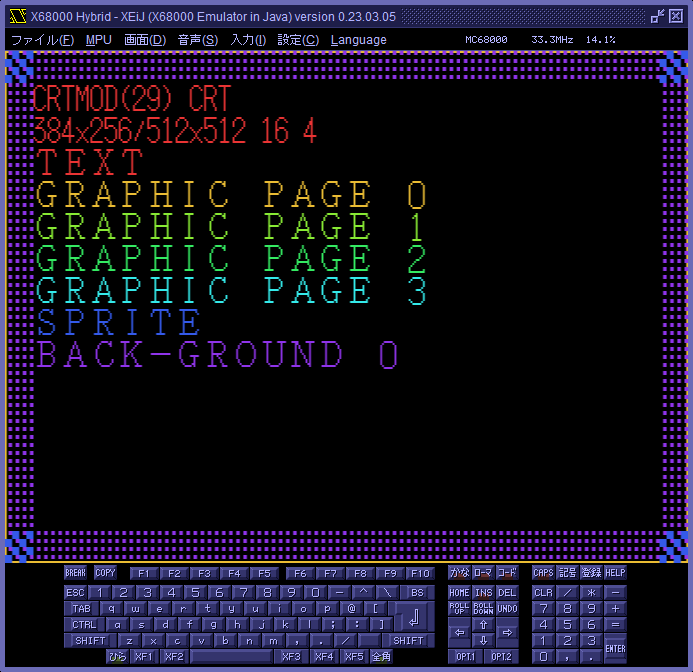 X68000 Hybrid - XEiJ (X68000 Emulator in Java) version 0.23.03.05
ファイル(F) MPU 画面(D) 音声(S) 入力(I) 設定(C) Language MC68000 33.3MHz 14.1%
CRTMOD(29) CRT
384x256/512x512 16 4
TEXT
GRAPHIC PAGE 0
GRAPHIC PAGE 1
GRAPHIC PAGE 2
GRAPHIC PAGE 3
SPRITE
BACK-GROUND 0
BREAK COPY F1 F2 F3 F4 F5 F6 F7 F8 F9 F10 かな ローマ コード CAPS 記号 登録 HELP
ESC 1 2 3 4 5 6 7 8 9 0 - ^ \ BS HOME INS DEL CLR / * -
TAB q w e r t y u i o p @ [ ROLL UP ROLL DOWN UNDO 7 8 9 +
CTRL a s d f g h j k l ; : ] ⏎ ⇦ ⇧ ⇨ 4 5 6 =
SHIFT z x c v b n m , . / SHIFT ⇩ 1 2 3 ENTER
ひら XF1 XF2 XF3 XF4 XF5 全角 OPT.1 OPT.2 0 , .